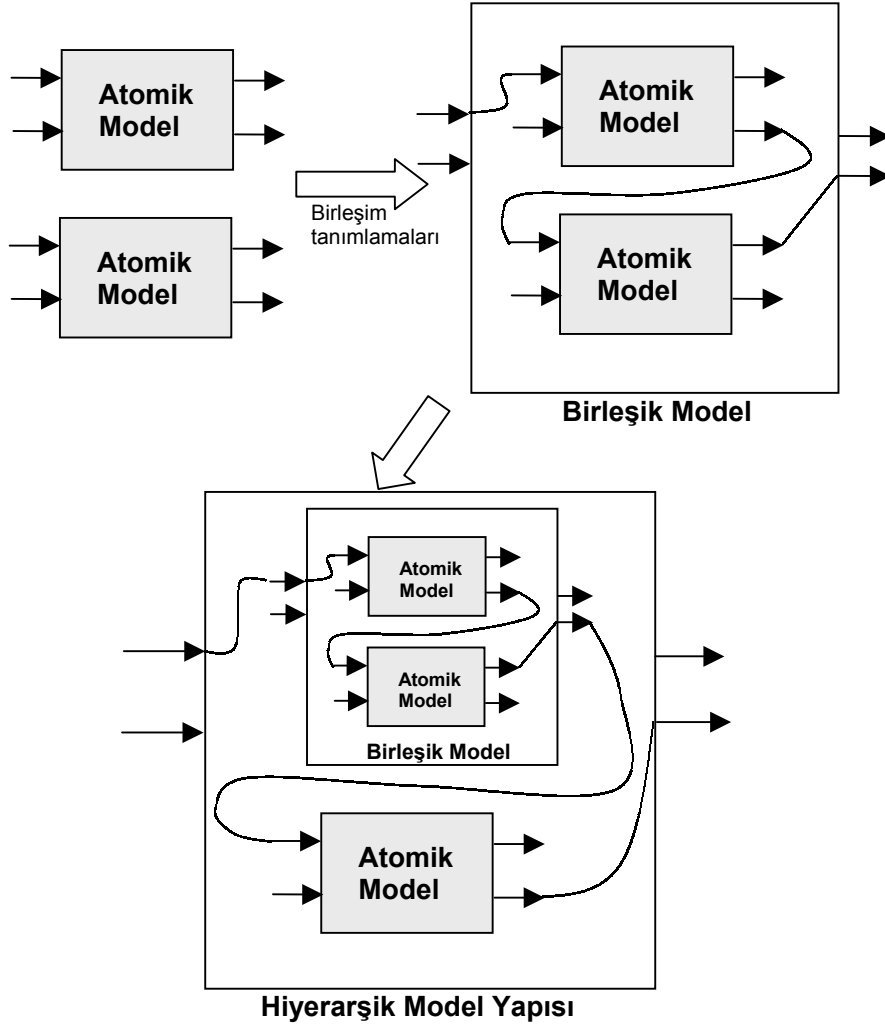 Atomik
Model
Atomik
Model
Birleşim
tanımlamaları
Atomik
Model
Atomik
Model
Birleşik Model
Atomik
Model
Atomik
Model
Birleşik Model
Atomik
Model
Hiyerarşik Model Yapısı